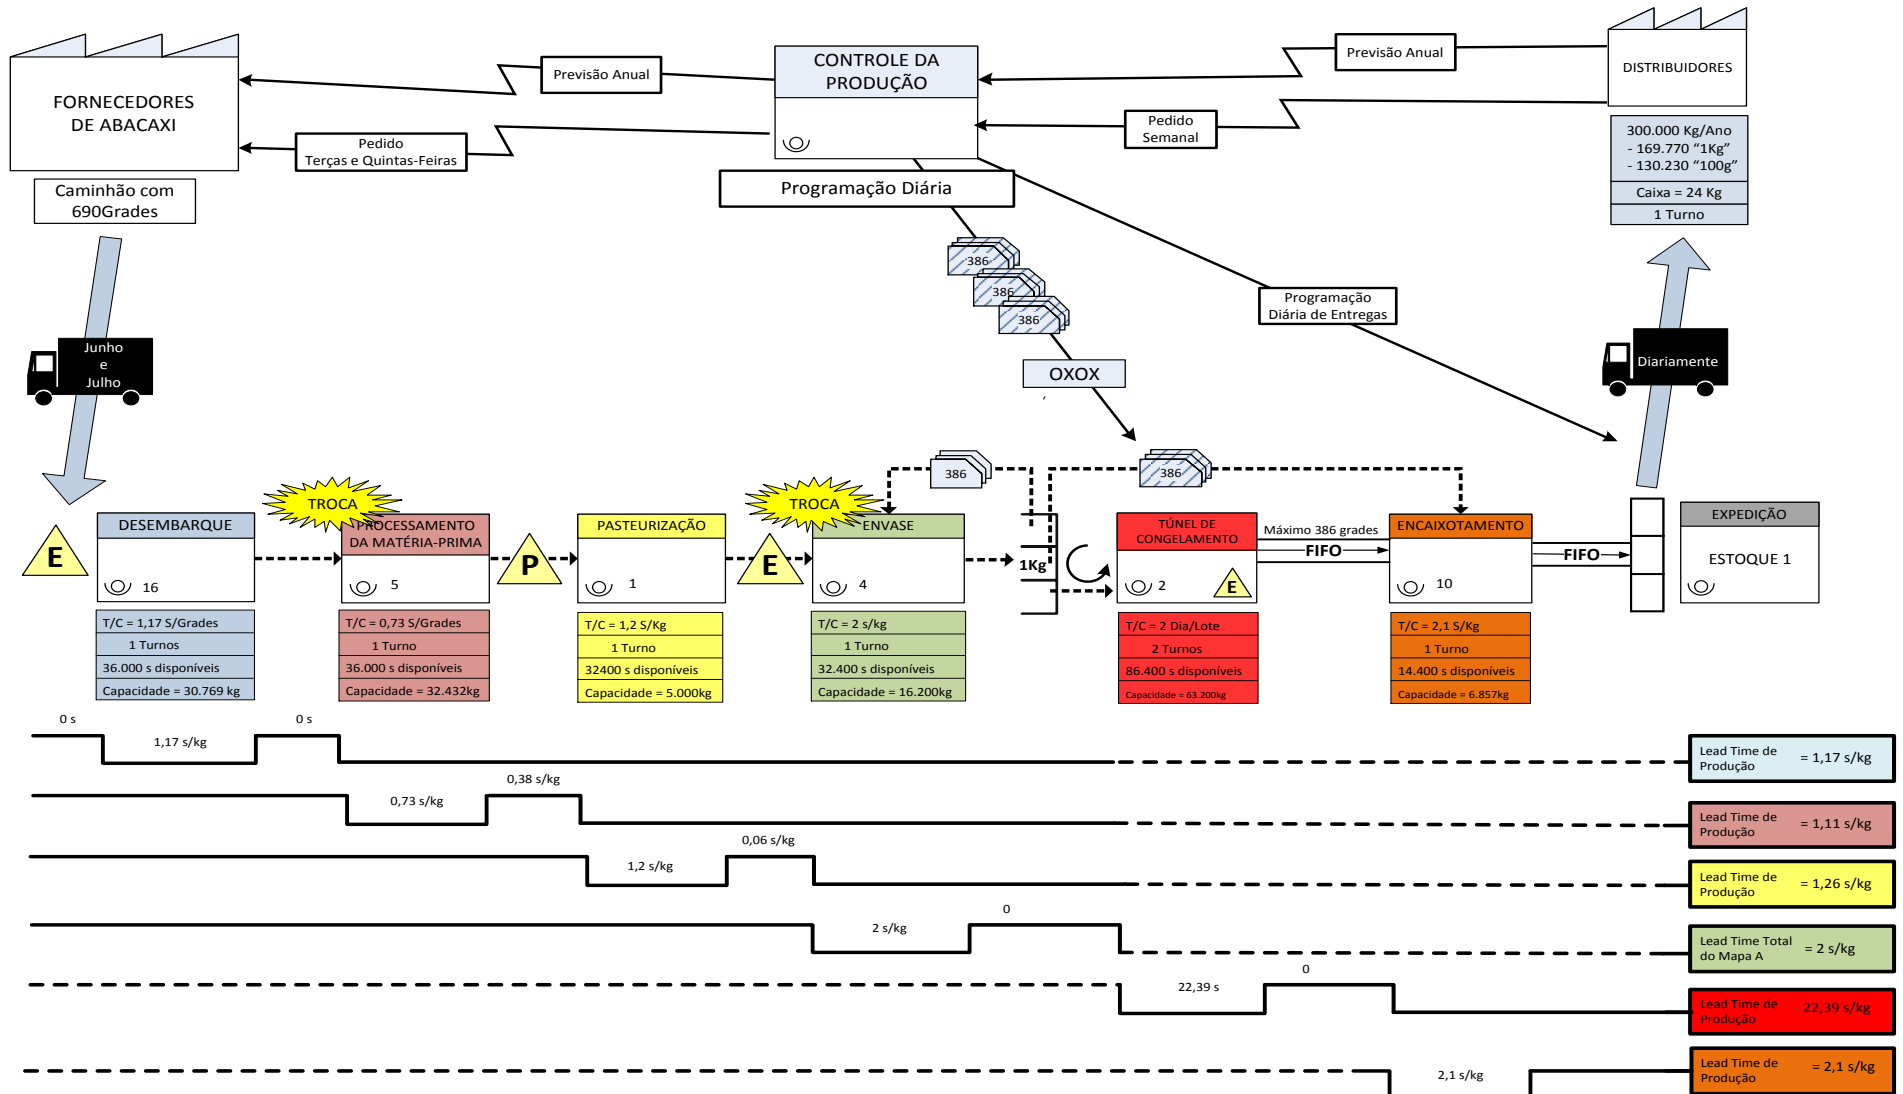 FORNECEDORES
DE ABACAXI
Previsão Anual
CONTROLE DA
PRODUÇÃO
Previsão Anual
DISTRIBUIDORES
Pedido
Terças e Quintas-Feiras
Pedido
Semanal
300.000 Kg/Ano
- 169.770 “1Kg”
- 130.230 “100g”
Caixa = 24 Kg
1 Turno
Caminhão com
690Grades
Programação Diária
386
386
386
Programação
Diária de Entregas
Junho
e
Julho
Diariamente
OXOX
,
386
386
E
DESEMBARQUE
16
TROCA
PROCESSAMENTO
DA MATÉRIA-PRIMA
5
P
PASTEURIZAÇÃO
1
E
TROCA
ENVASE
4
1Kg
TÚNEL DE
CONGELAMENTO
2
E
Máximo 386 grades
FIFO
ENCAIXOTAMENTO
10
FIFO
EXPEDIÇÃO
ESTOQUE 1
T/C = 1,17 S/Grades
1 Turnos
36.000 s disponíveis
Capacidade = 30.769 kg
T/C = 0,73 S/Grades
1 Turno
36.000 s disponíveis
Capacidade = 32.432kg
T/C = 1,2 S/Kg
1 Turno
32400 s disponíveis
Capacidade = 5.000kg
T/C = 2 s/kg
1 Turno
32.400 s disponíveis
Capacidade = 16.200kg
T/C = 2 Dia/Lote
2 Turnos
86.400 s disponíveis
Capacidade = 63.200kg
T/C = 2,1 S/Kg
1 Turno
14.400 s disponíveis
Capacidade = 6.857kg
0 s
1,17 s/kg
0 s
Lead Time de
Produção
= 1,17 s/kg
0,73 s/kg
0,38 s/kg
Lead Time de
Produção
= 1,11 s/kg
1,2 s/kg
0,06 s/kg
Lead Time de
Produção
= 1,26 s/kg
2 s/kg
0
Lead Time Total
do Mapa A
= 2 s/kg
22,39 s
0
Lead Time de
Produção
22,39 s/kg
2,1 s/kg
Lead Time de
Produção
= 2,1 s/kg